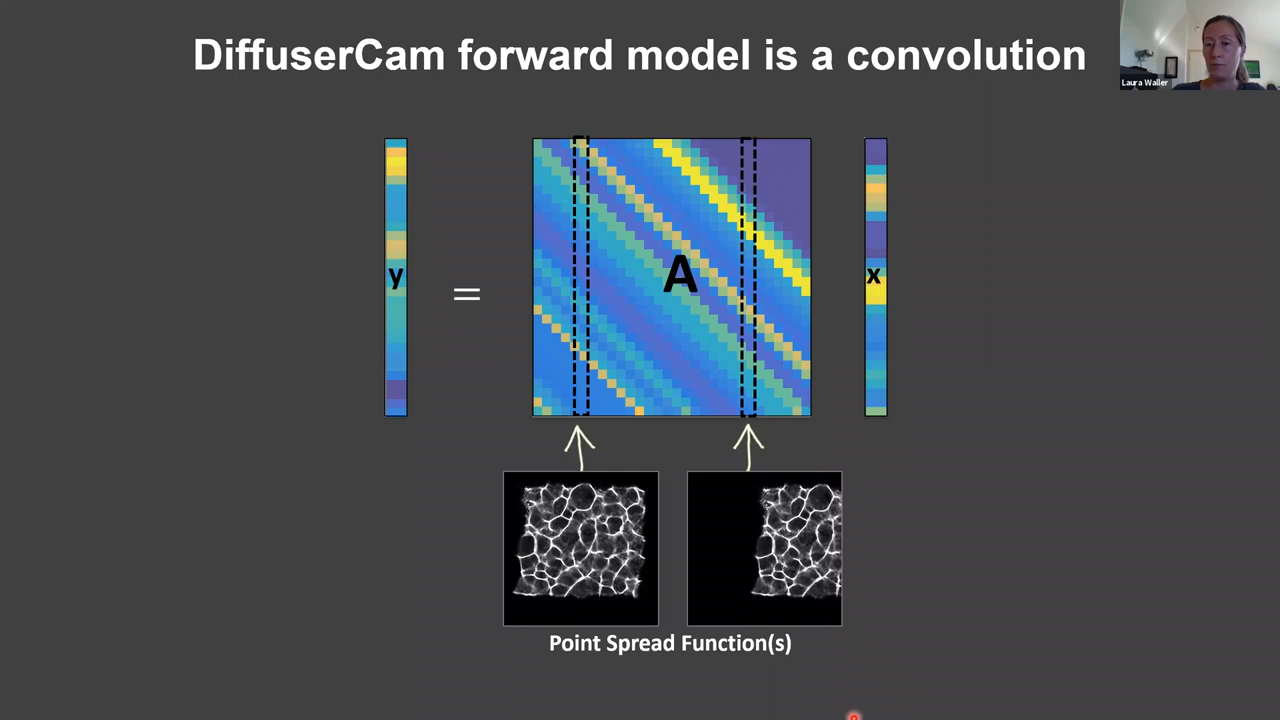 DiffuserCam forward model is a convolution
Laura Waller
y
=
A
x
Point Spread Function(s)